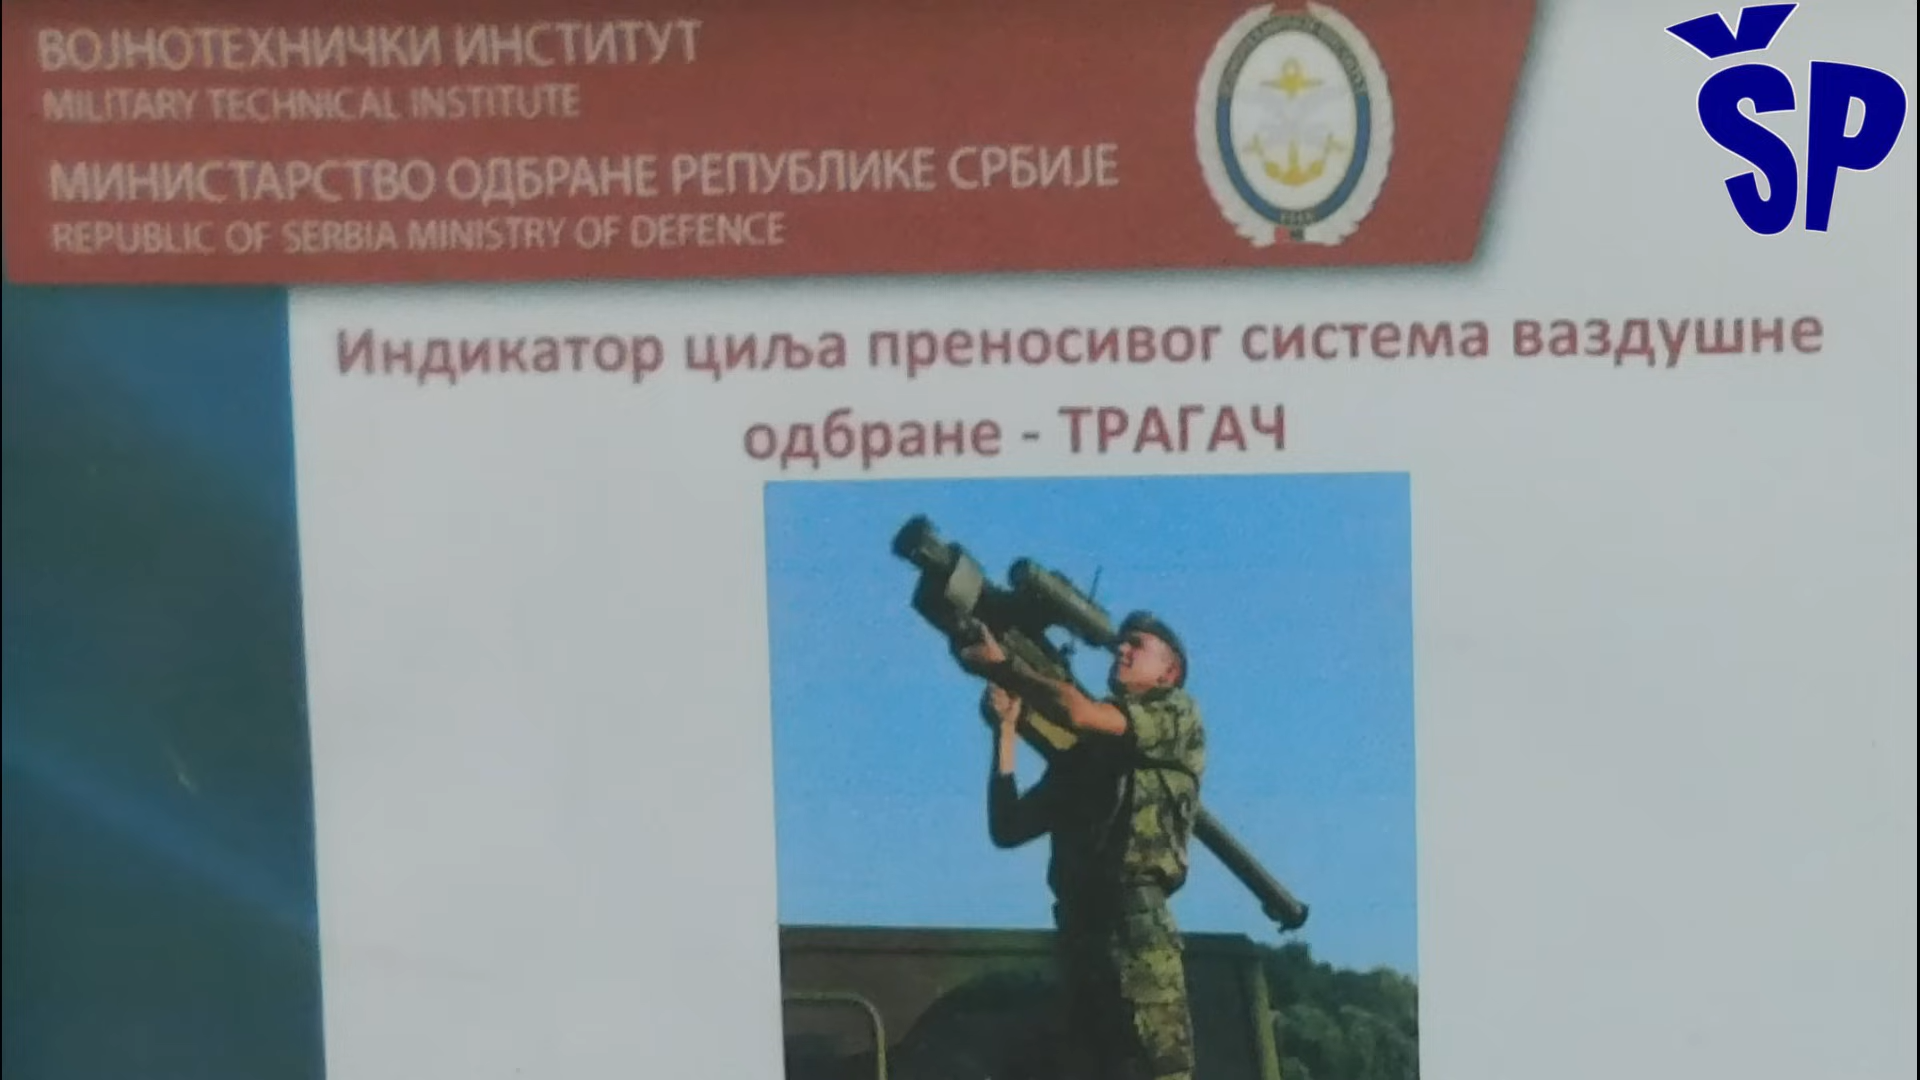 ВОЈНОТЕХНИЧКИ ИНСТИТУТ
MILITARY TECHNICAL INSTITUTE
МИНИСТАРСТВО ОДБРАНЕ РЕПУБЛИКЕ СРБИЈЕ
REPUBLIC OF SERBIA MINISTRY OF DEFENCE
ŠP
Индикатор циља преносивог система ваздушне
одбране - ТРАГАЧ